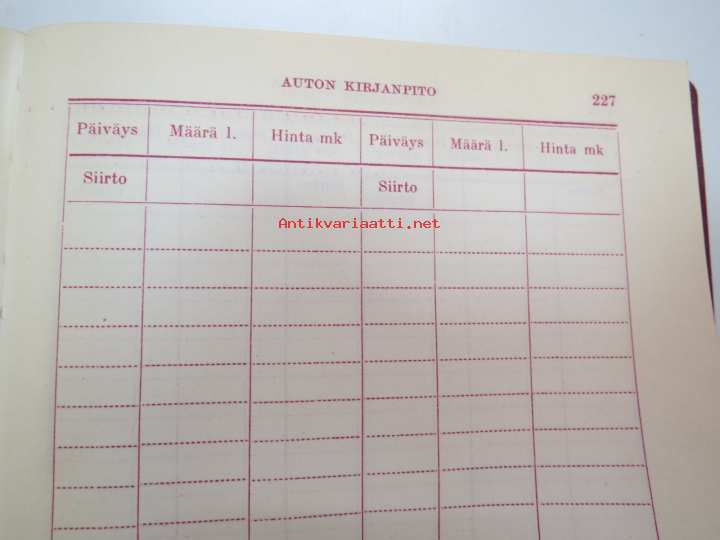 AUTON KIRJANPITO
227
Päiväys Määrä l. Hinta mk Päiväys Määrä l. Hinta mk
Siirto Siirto
Antikvariaatti.net